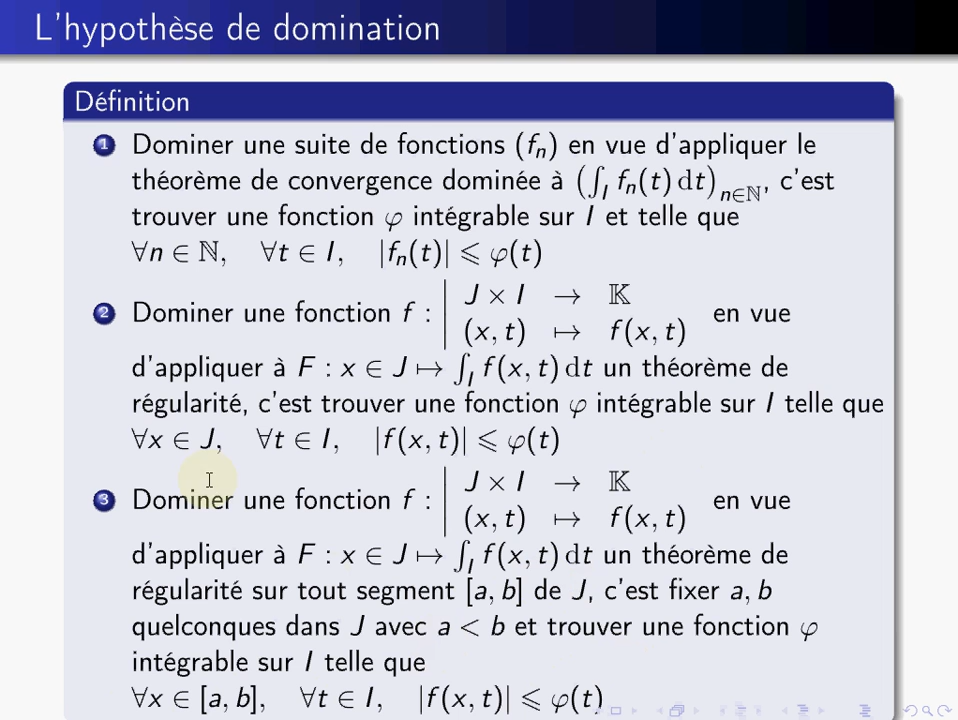 L'hypothèse de domination
Définition
1 Dominer une suite de fonctions (fₙ) en vue d'appliquer le
théorème de convergence dominée à (∫_I fₙ(t) dt)_{n∈ℕ}, c'est
trouver une fonction φ intégrable sur I et telle que
∀n ∈ ℕ, ∀t ∈ I, |fₙ(t)| ⩽ φ(t)
2 Dominer une fonction f : | J × I → 𝕂 en vue
(x, t) ↦ f(x, t)
d'appliquer à F : x ∈ J ↦ ∫_I f(x, t) dt un théorème de
régularité, c'est trouver une fonction φ intégrable sur I telle que
∀x ∈ J, ∀t ∈ I, |f(x, t)| ⩽ φ(t)
3 Dominer une fonction f : | J × I → 𝕂 en vue
(x, t) ↦ f(x, t)
d'appliquer à F : x ∈ J ↦ ∫_I f(x, t) dt un théorème de
régularité sur tout segment [a, b] de J, c'est fixer a, b
quelconques dans J avec a < b et trouver une fonction φ
intégrable sur I telle que
∀x ∈ [a, b], ∀t ∈ I, |f(x, t)| ⩽ φ(t)